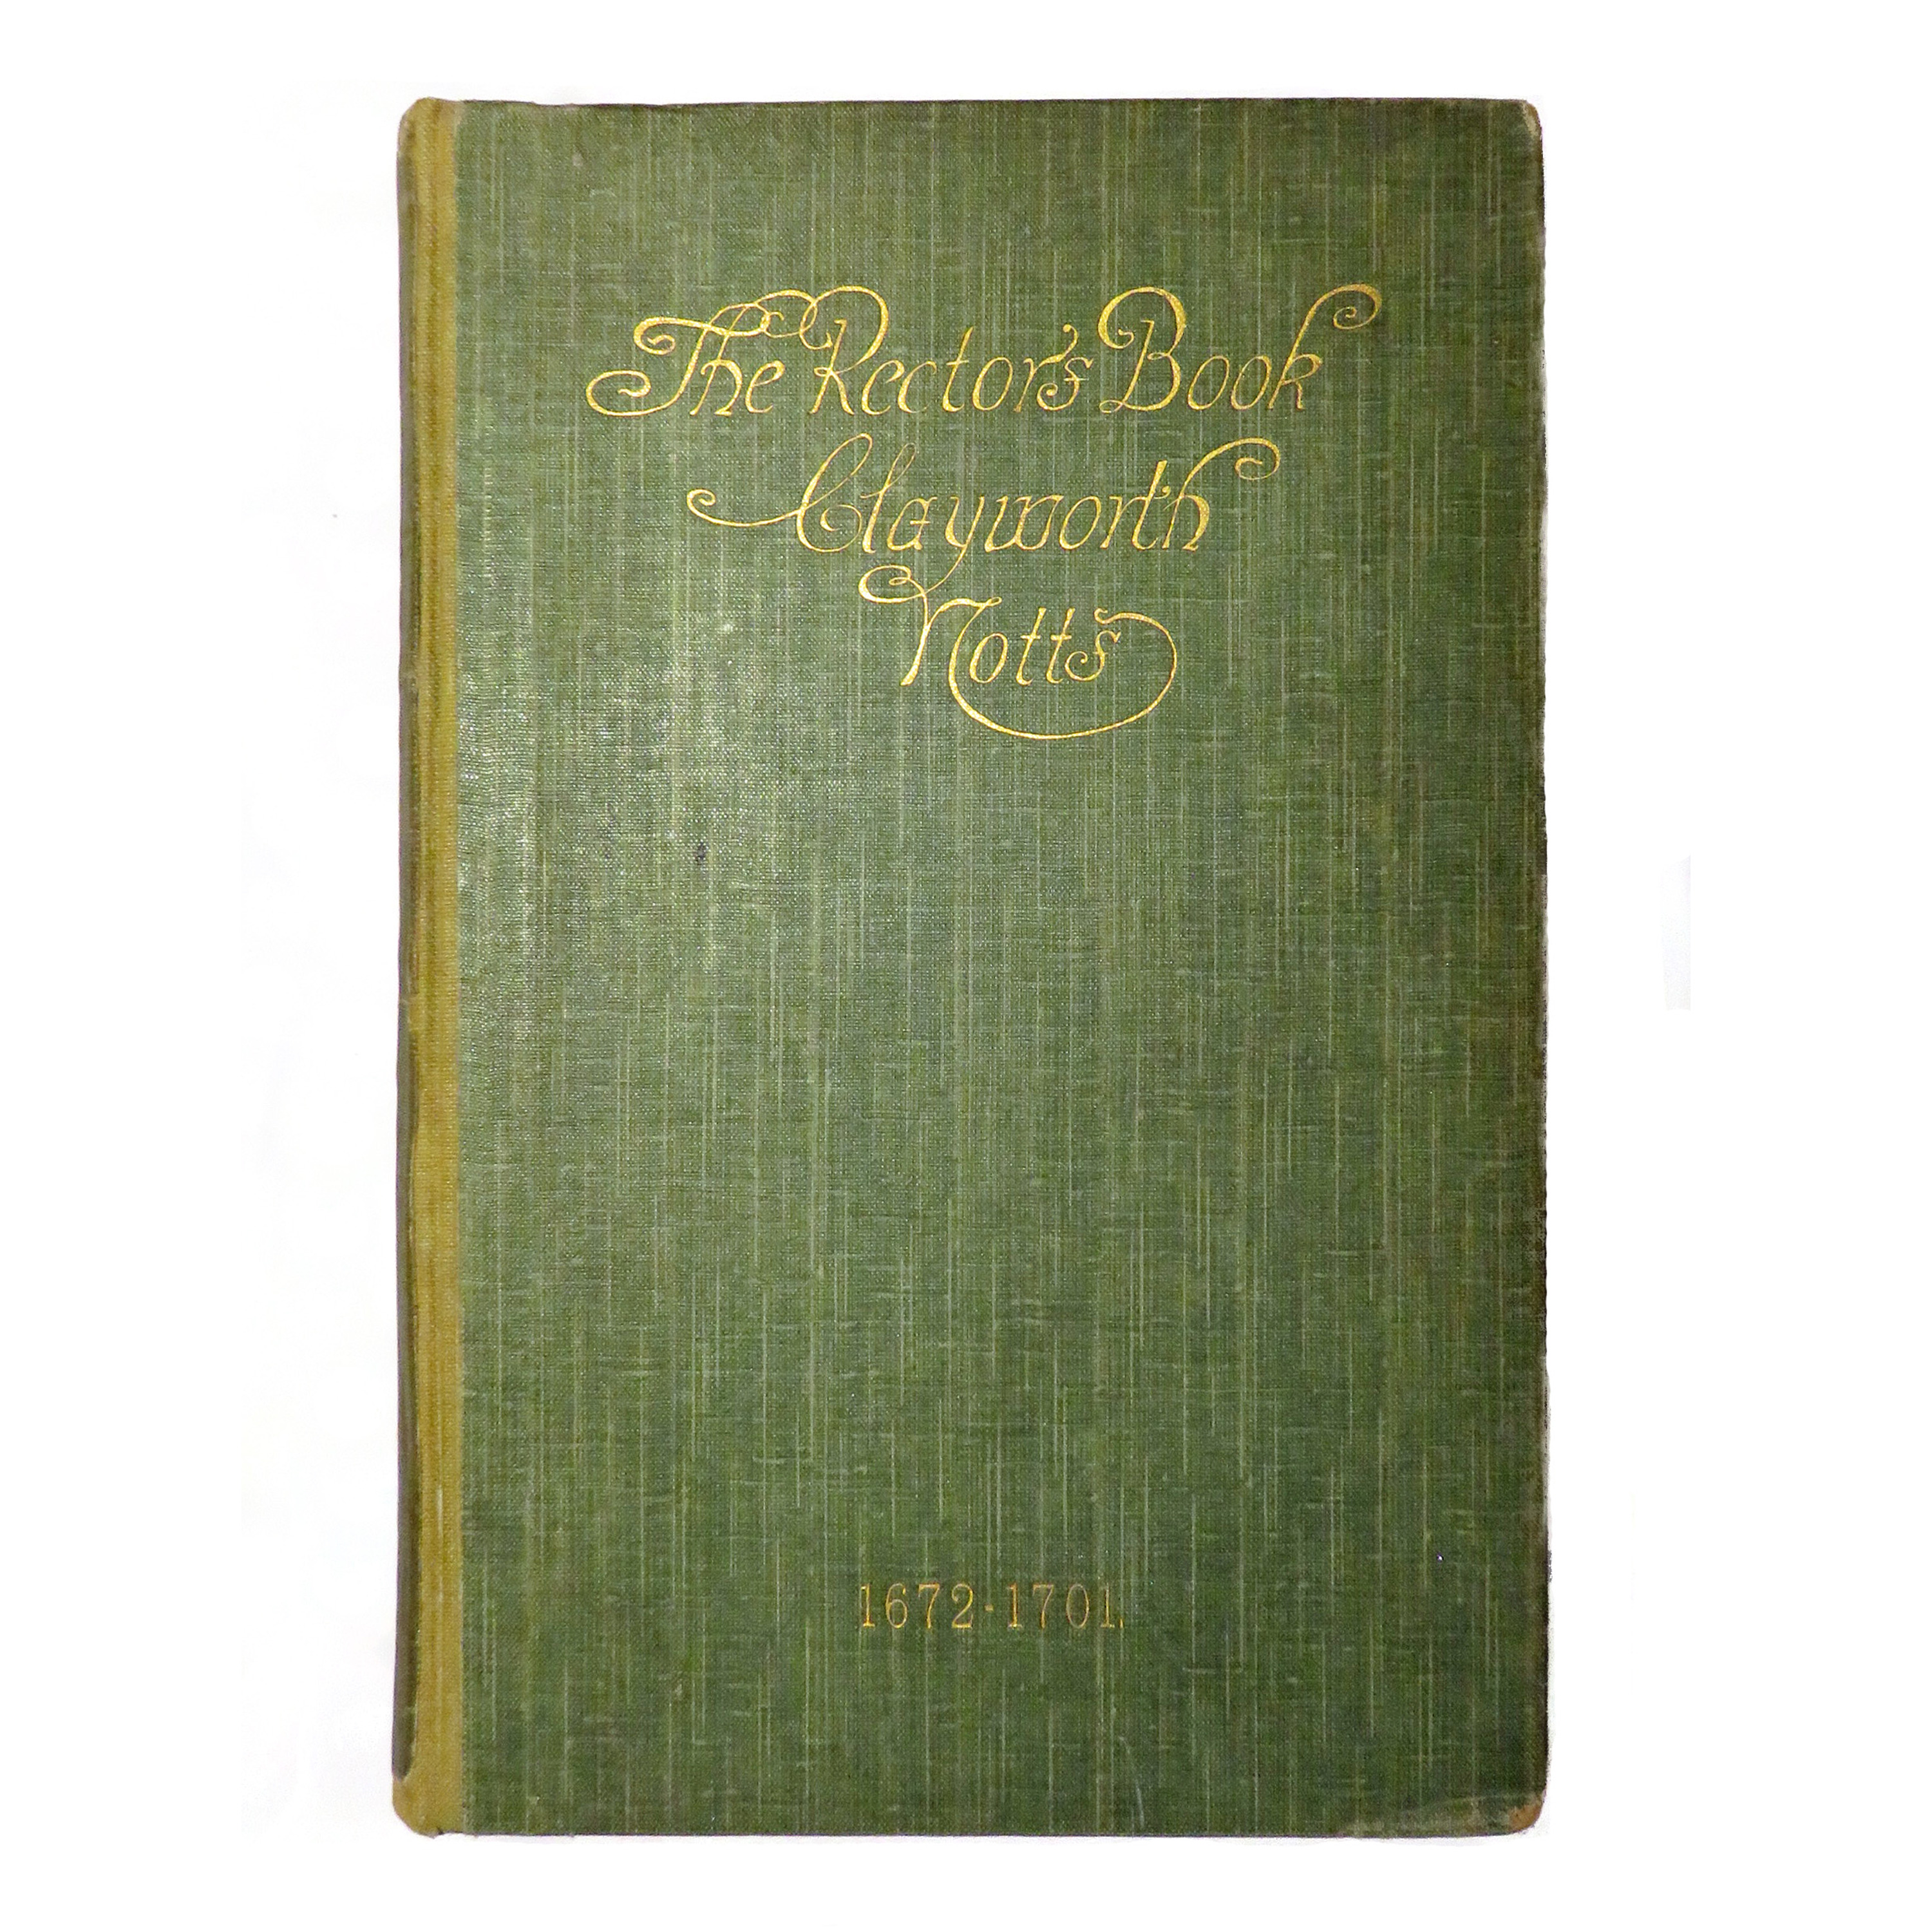 The Rector's Book
Clayworth
Notts
1672-1701.